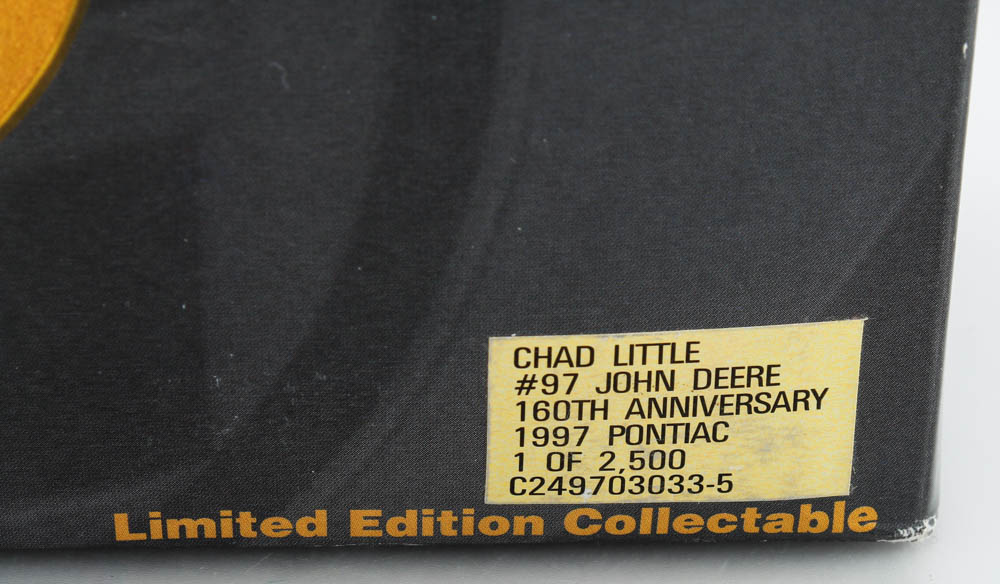 CHAD LITTLE
#97 JOHN DEERE
160TH ANNIVERSARY
1997 PONTIAC
1 OF 2,500
C249703033-5
Limited Edition Collectable